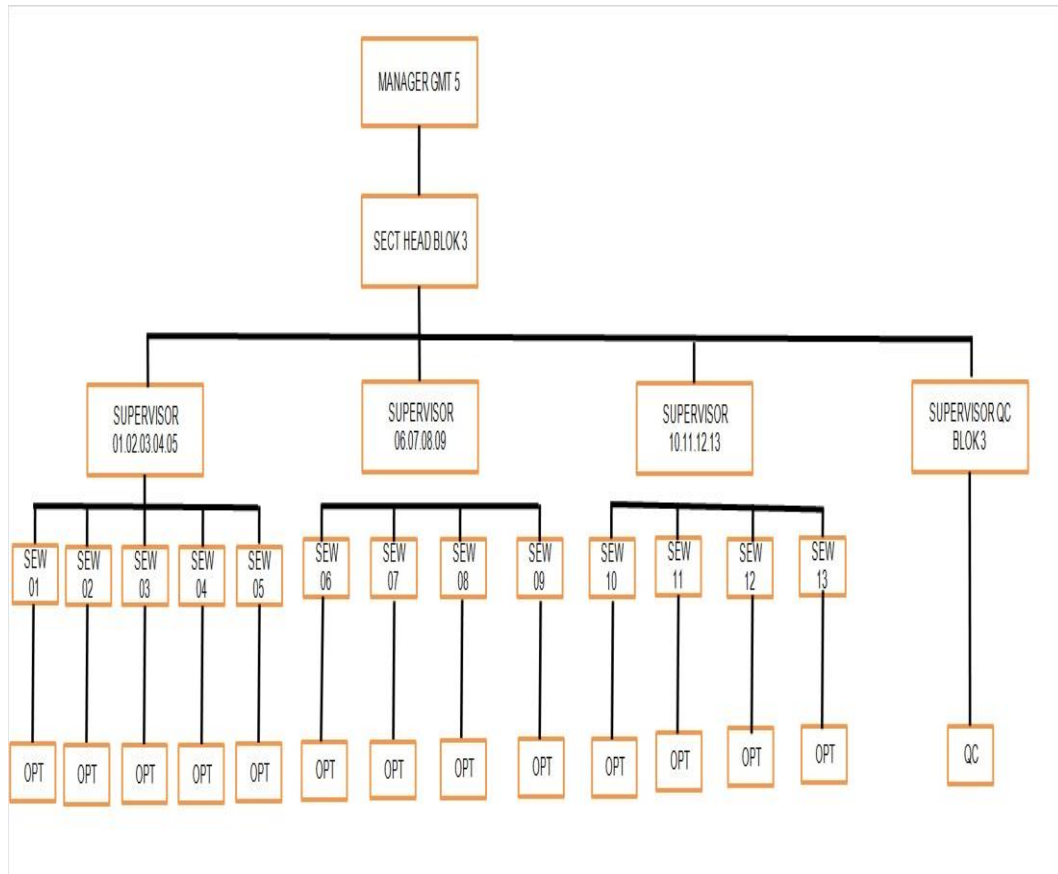 MANAGER GMT 5
SECT HEAD BLOK 3
SUPERVISOR
01.02.03.04.05
SUPERVISOR
06.07.08.09
SUPERVISOR
10.11.12.13
SUPERVISOR QC
BLOK 3
SEW
01
SEW
02
SEW
03
SEW
04
SEW
05
SEW
06
SEW
07
SEW
08
SEW
09
SEW
10
SEW
11
SEW
12
SEW
13
OPT
OPT
OPT
OPT
OPT
OPT
OPT
OPT
OPT
OPT
OPT
OPT
OPT
QC